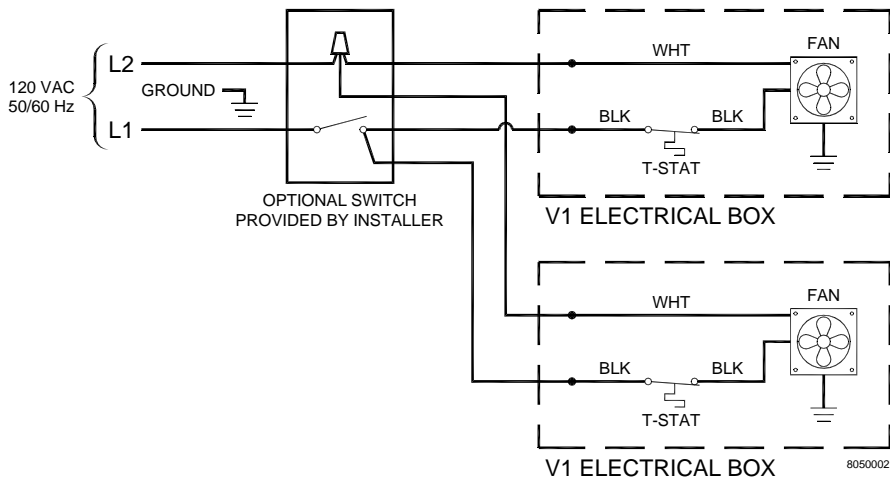 120 VAC
50/60 Hz
L2
GROUND
L1
OPTIONAL SWITCH
PROVIDED BY INSTALLER
WHT
FAN
BLK
BLK
T-STAT
V1 ELECTRICAL BOX
WHT
FAN
BLK
BLK
T-STAT
V1 ELECTRICAL BOX
8050002